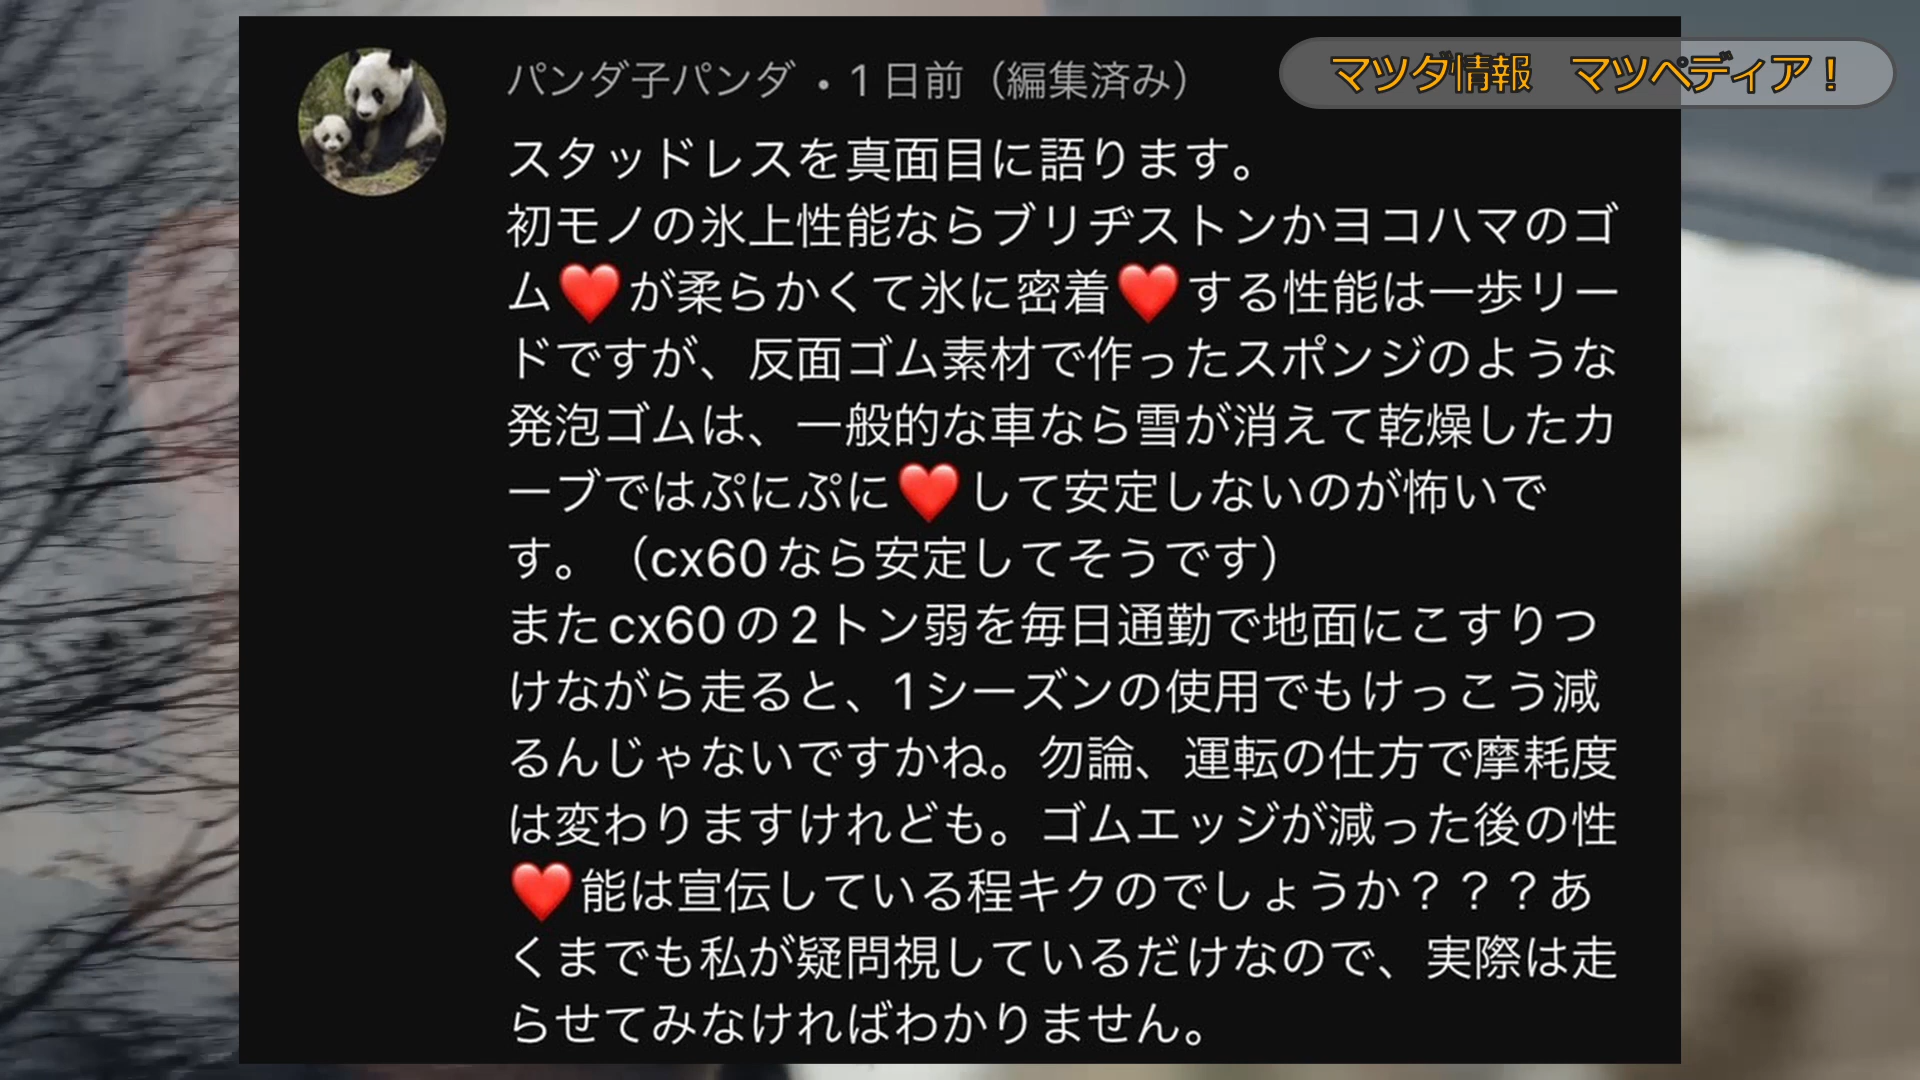 パンダ子パンダ・1日前（編集済み）
マツダ情報　マツペディア！
スタッドレスを真面目に語ります。
初モノの氷上性能ならブリヂストンかヨコハマのゴ
ム❤️が柔らかくて氷に密着❤️する性能は一歩リー
ドですが、反面ゴム素材で作ったスポンジのような
発泡ゴムは、一般的な車なら雪が消えて乾燥したカ
ーブではぷにぷに❤️して安定しないのが怖いで
す。（cx60なら安定してそうです）
またcx60の2トン弱を毎日通勤で地面にこすりつ
けながら走ると、1シーズンの使用でもけっこう減
るんじゃないですかね。勿論、運転の仕方で摩耗度
は変わりますけれども。ゴムエッジが減った後の性
❤️能は宣伝している程キクのでしょうか？？？あ
くまでも私が疑問視しているだけなので、実際は走
らせてみなければわかりません。